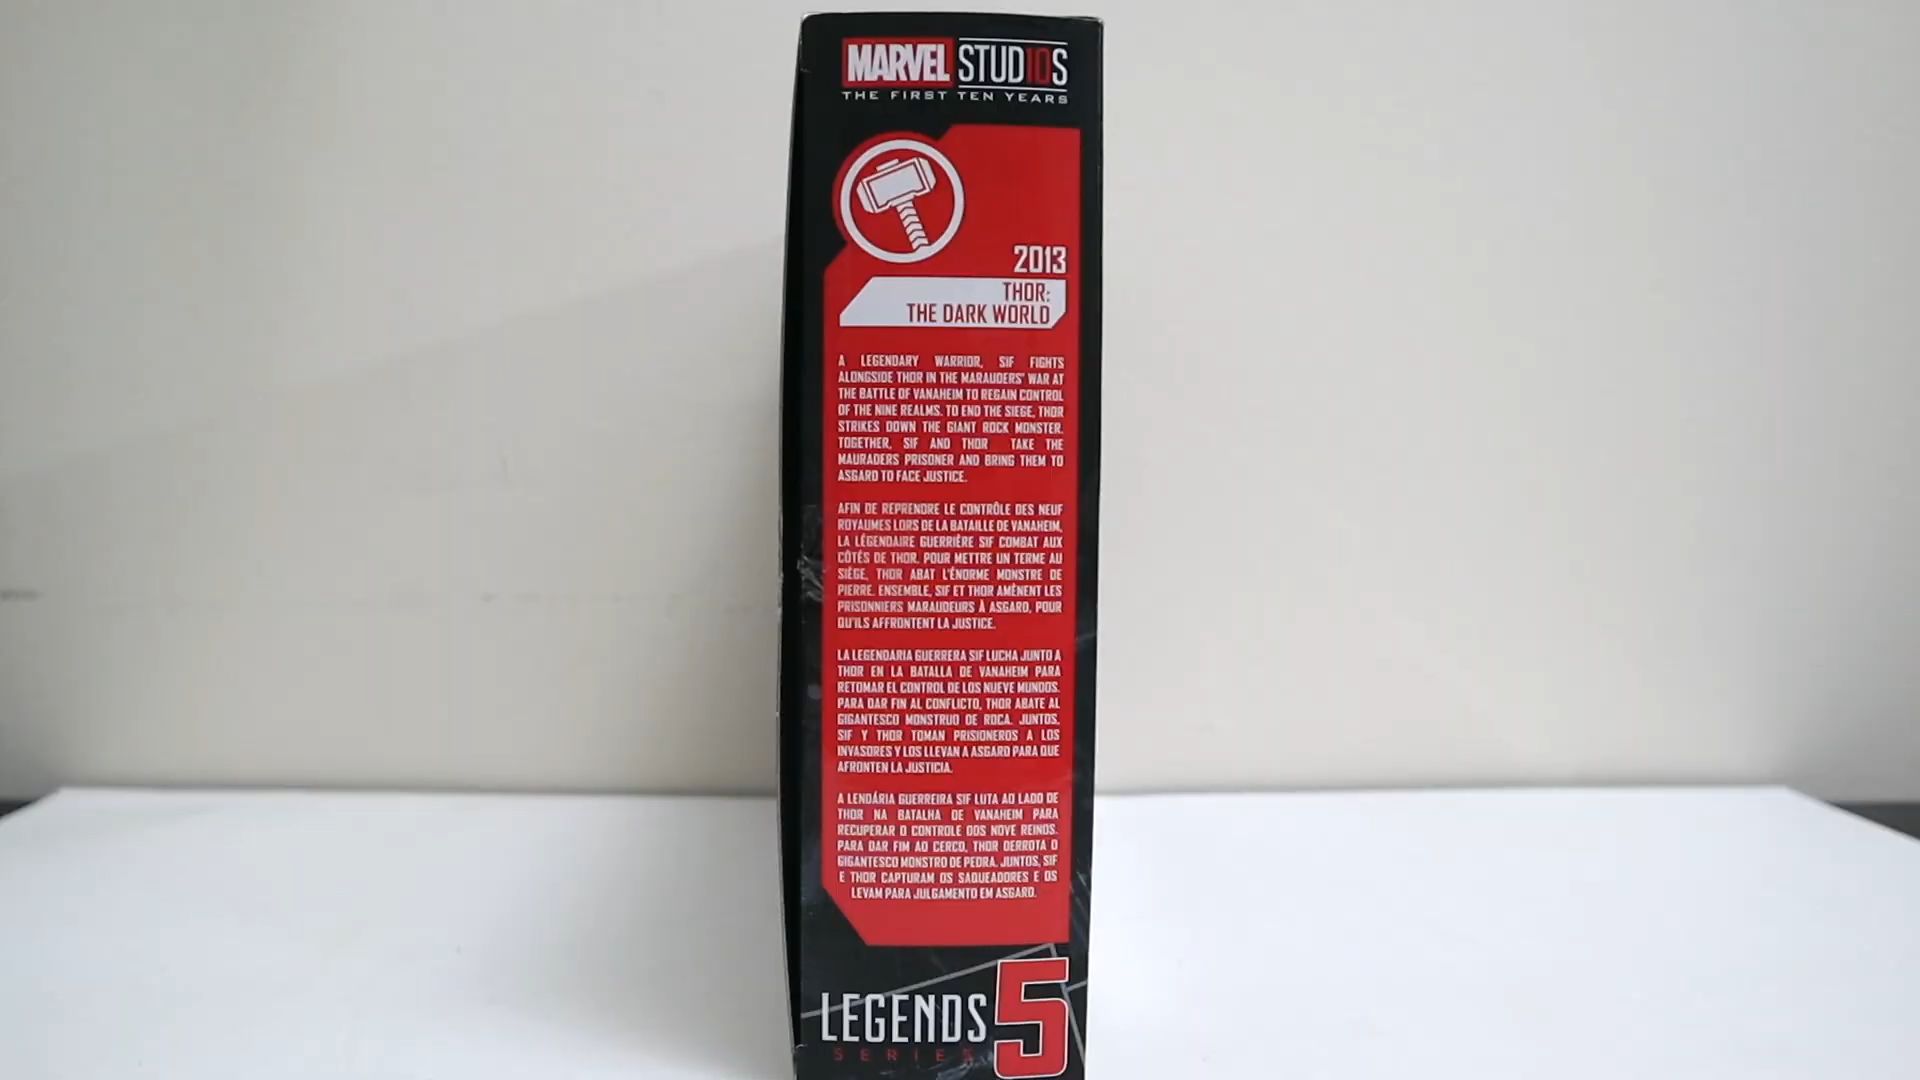 MARVEL STUD10S
THE FIRST TEN YEARS
2013
THOR:
THE DARK WORLD
A LEGENDARY WARRIOR, SIF FIGHTS
ALONGSIDE THOR IN THE MARAUDERS' WAR AT
THE BATTLE OF VANAHEIM TO REGAIN CONTROL
OF THE NINE REALMS. TO END THE SIEGE, THOR
STRIKES DOWN THE GIANT ROCK MONSTER.
TOGETHER, SIF AND THOR TAKE THE
MAURADERS PRISONER AND BRING THEM TO
ASGARD TO FACE JUSTICE.
AFIN DE REPRENDRE LE CONTRÔLE DES NEUF
ROYAUMES LORS DE LA BATAILLE DE VANAHEIM,
LA LÉGENDAIRE GUERRIÈRE SIF COMBAT AUX
CÔTÉS DE THOR. POUR METTRE UN TERME AU
SIÈGE, THOR ABAT L'ÉNORME MONSTRE DE
PIERRE. ENSEMBLE, SIF ET THOR AMÈNENT LES
PRISONNIERS MARAUDEURS À ASGARD, POUR
QU'ILS AFFRONTENT LA JUSTICE.
LA LEGENDARIA GUERRERA SIF LUCHA JUNTO A
THOR EN LA BATALLA DE VANAHEIM PARA
RETOMAR EL CONTROL DE LOS NUEVE MUNDOS.
PARA DAR FIN AL CONFLICTO, THOR ABATE AL
GIGANTESCO MONSTRUO DE ROCA. JUNTOS,
SIF Y THOR TOMAN PRISIONEROS A LOS
INVASORES Y LOS LLEVAN A ASGARD PARA QUE
AFRONTEN LA JUSTICIA.
A LENDÁRIA GUERREIRA SIF LUTA AO LADO DE
THOR NA BATALHA DE VANAHEIM PARA
RECUPERAR O CONTROLE DOS NOVE REINOS.
PARA DAR FIM AO CERCO, THOR DERROTA O
GIGANTESCO MONSTRO DE PEDRA. JUNTOS, SIF
E THOR CAPTURAM OS SAQUEADORES E OS
LEVAM PARA JULGAMENTO EM ASGARD.
LEGENDS 5
SERIES